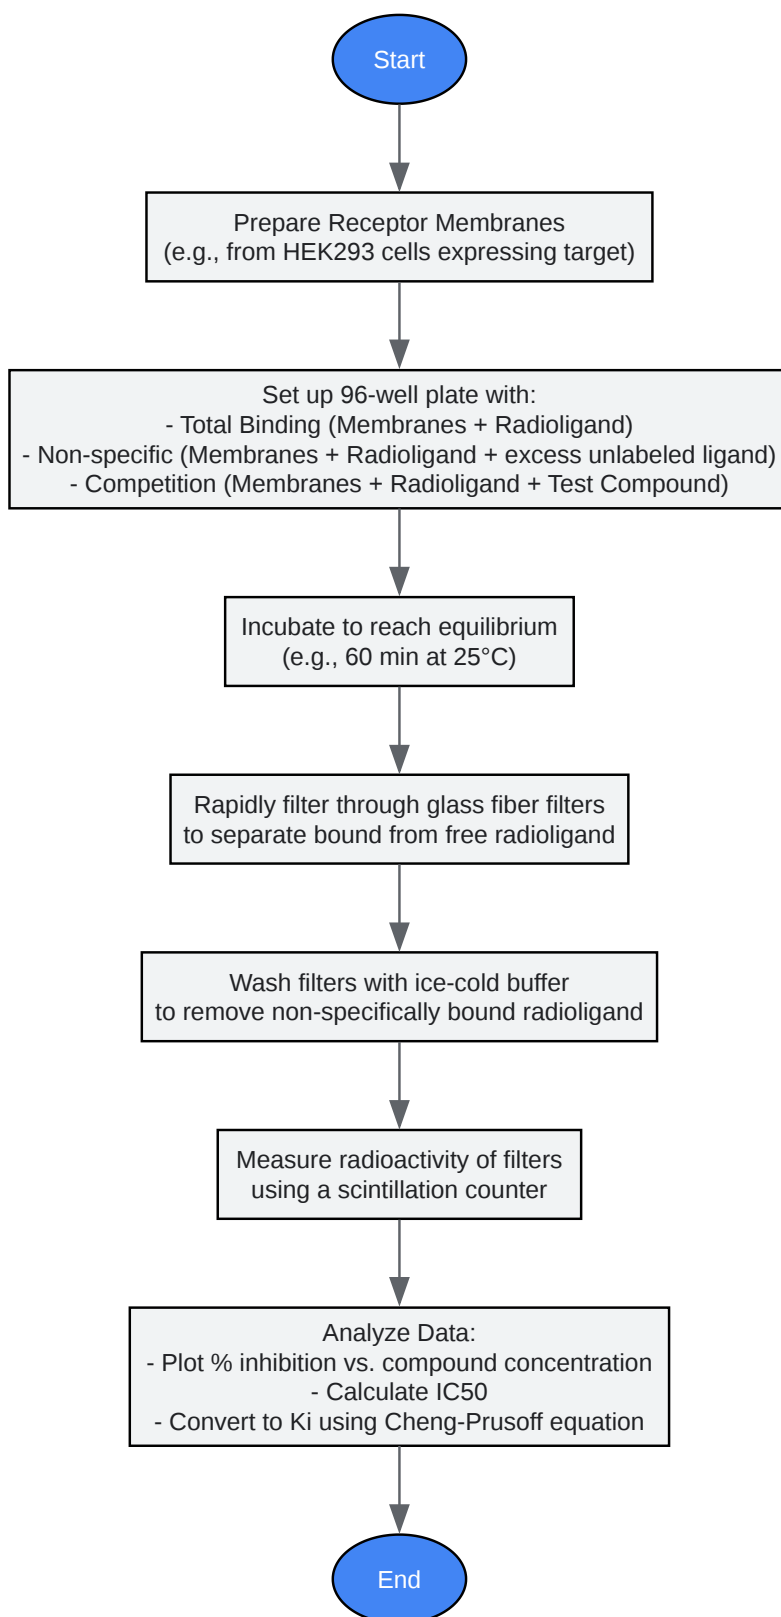 Start
Prepare Receptor Membranes
(e.g., from HEK293 cells expressing target)
Set up 96-well plate with:
- Total Binding (Membranes + Radioligand)
- Non-specific (Membranes + Radioligand + excess unlabeled ligand)
- Competition (Membranes + Radioligand + Test Compound)
Incubate to reach equilibrium
(e.g., 60 min at 25°C)
Rapidly filter through glass fiber filters
to separate bound from free radioligand
Wash filters with ice-cold buffer
to remove non-specifically bound radioligand
Measure radioactivity of filters
using a scintillation counter
Analyze Data:
- Plot % inhibition vs. compound concentration
- Calculate IC50
- Convert to Ki using Cheng-Prusoff equation
End